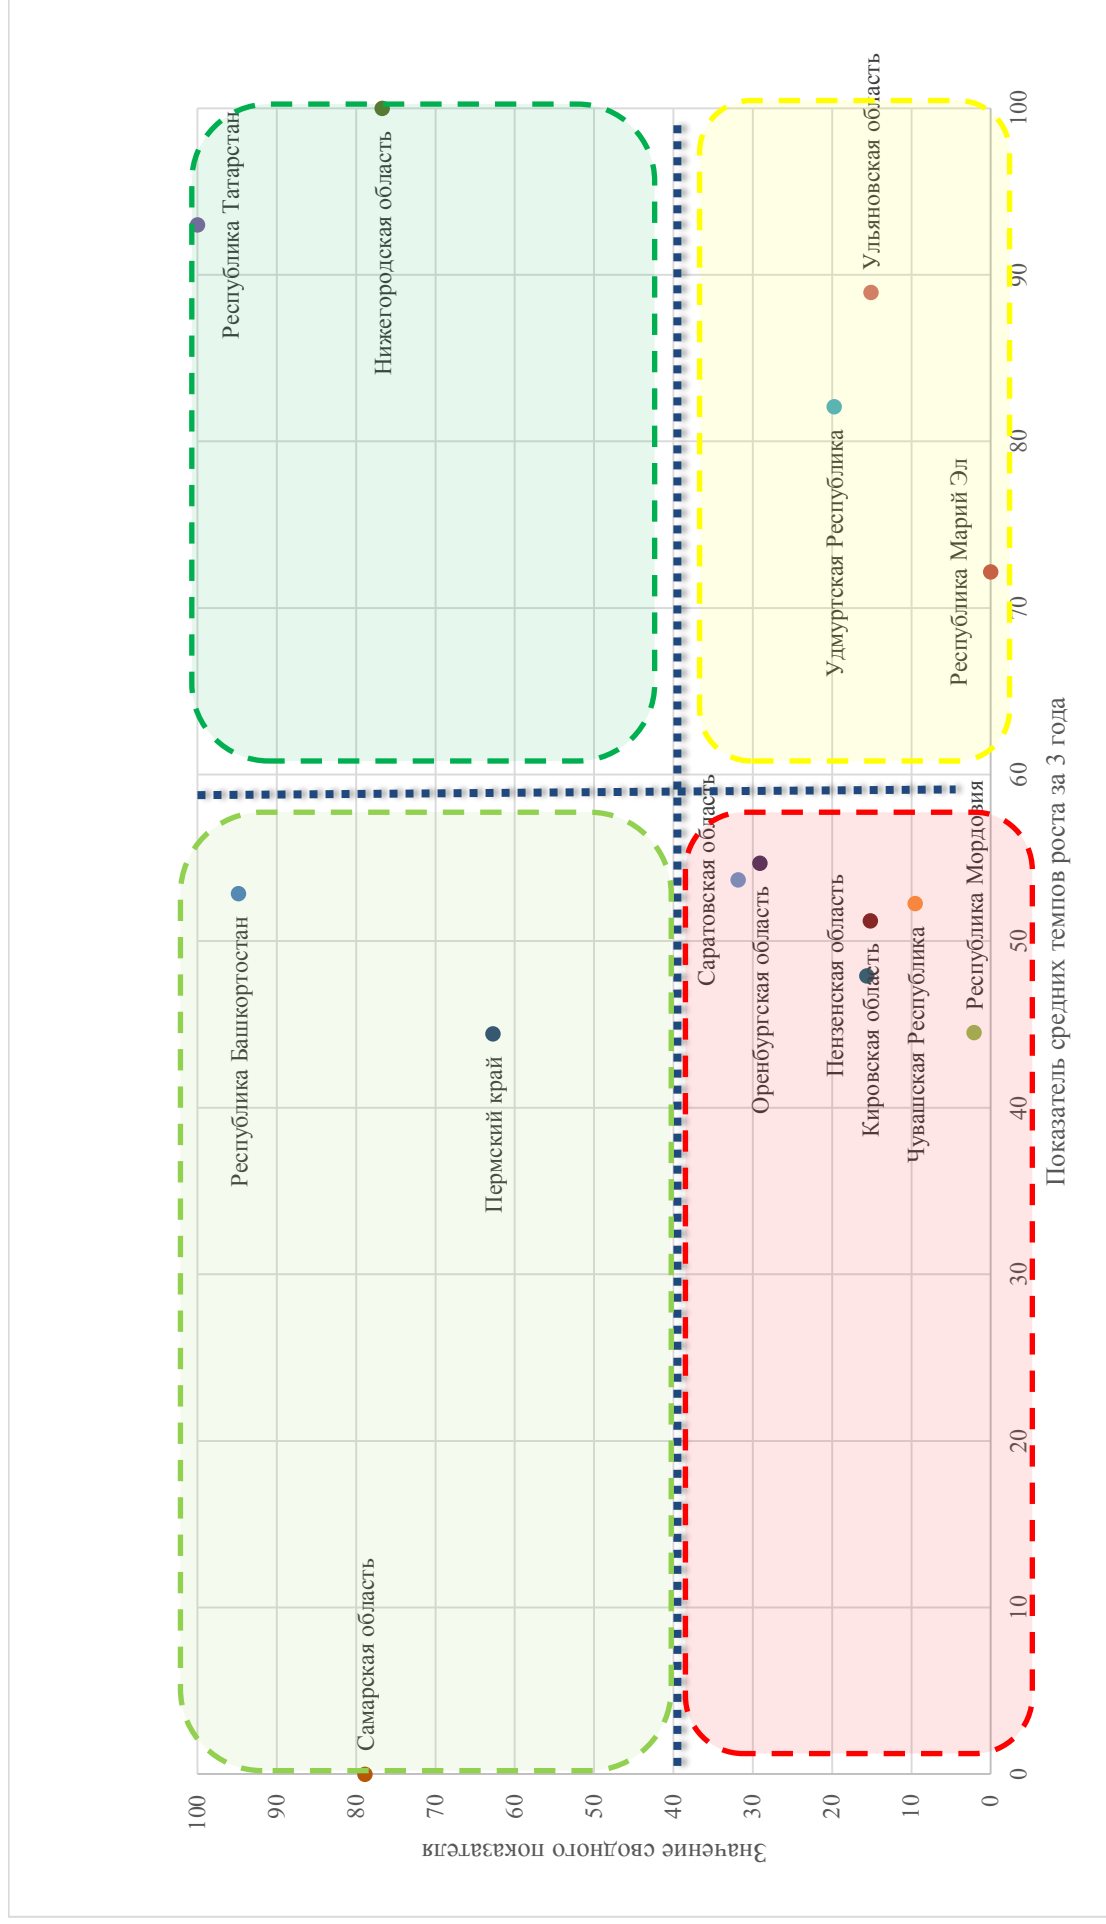 Значение сводного показателя
100
90
80
70
60
50
40
30
20
10
0
Республика Татарстан
Республика Башкортостан
Самарская область
Нижегородская область
Пермский край
Саратовская область
Оренбургская область
Удмуртская Республика
Пензенская область
Кировская область
Ульяновская область
Чувашская Республика
Республика Марий Эл
Республика Мордовия
0
10
20
30
40
50
60
70
80
90
100
Показатель средних темпов роста за 3 года